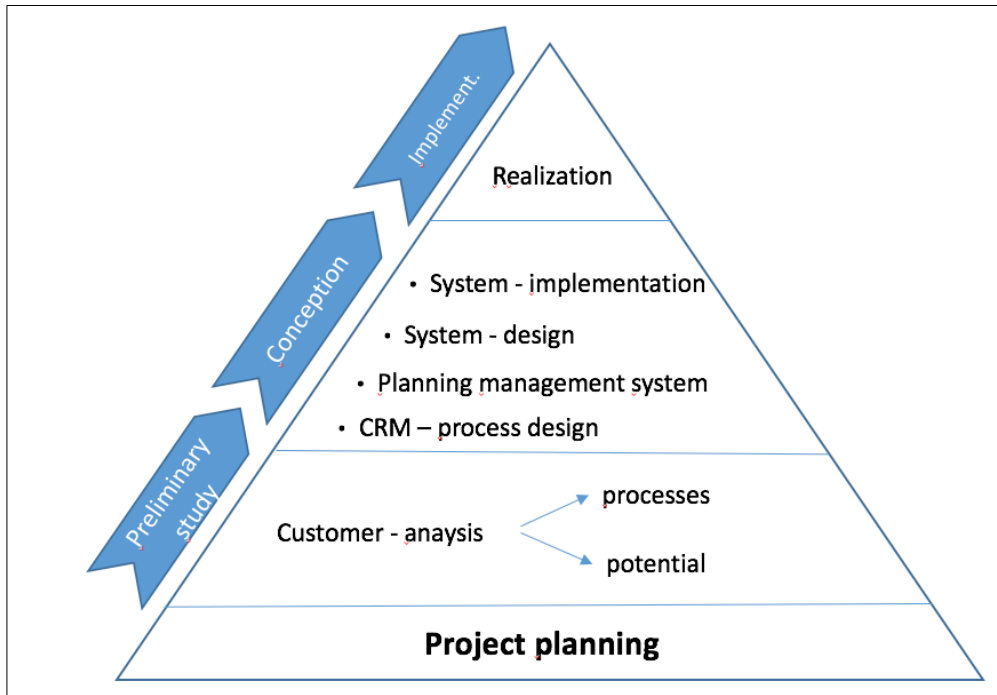 Implement.
Realization
Conception
• System - implementation
• System - design
• Planning management system
• CRM – process design
Preliminary
study
processes
Customer - anaysis
potential
Project planning